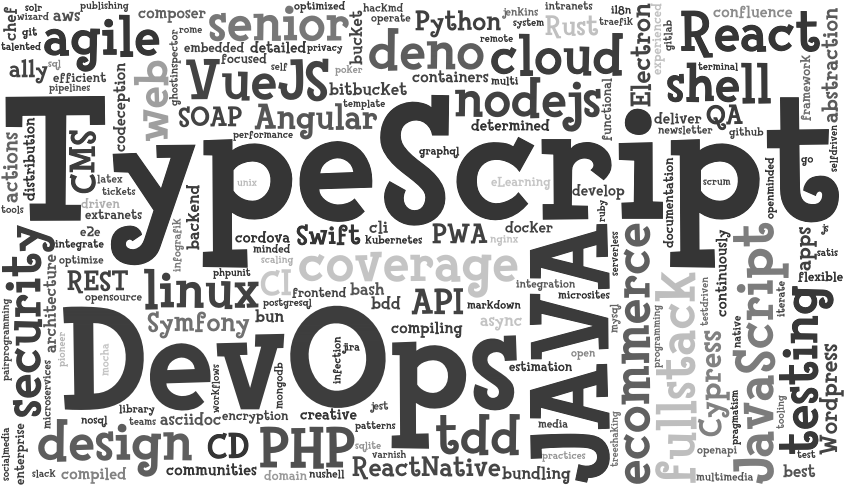 solr
publishing
wizard
aws
composer
optimized
hackmd
operate
jenkins
system
intranets
il8n
traefik
confluence
chef
git
talented
agile
rome
senior
embedded
detailed
privacy
focused
self
bucket
Python
remote
Rust
Electron
experienced
gitlab
React
ally
sql
efficient
pipelines
codeception
web
ghostinspector
VueJS
poker
bitbucket
template
deno
containers
multi
cloud
nodejs
determined
functional
terminal
shell
framework
abstraction
SOAP
Angular
performance
deliver
QA
newsletter
github
selfdriven
TypeScript
actions
distribution
CMS
tools
latex
tickets
driven
extranets
unix
graphql
eLearning
develop
documentation
scrum
openminded
go
e2e
integrate
optimize
infografik
backend
cordova
minded
scaling
Swift
cli
kubernetes
PWA
nginx
docker
ruby
serverless
js
satis
apps
flexible
continuously
security
architecture
REST
opensource
linux
phpunit
CI
coverage
postgresql
frontend
bash
bdd
API
markdown
integration
microsites
JAVA
ecommerce
mysql
programming
fullstack
testdriven
native
JavaScript
iterate
testing
pairprogramming
pioneer
mocha
Symfony
bun
DevOps
infection
jira
compiling
async
open
estimation
Cypress
pragmatism
tooling
Wordpress
microservices
workflows
mongodb
nosql
library
teams
asciidoc
encryption
creative
jest
patterns
tdd
media
practices
treeshaking
socialmedia
enterprise
slack
design
compiled
CD
communities
PHP
domain
nushell
sqlite
varnish
ReactNative
bundling
openapi
multimedia
test
best